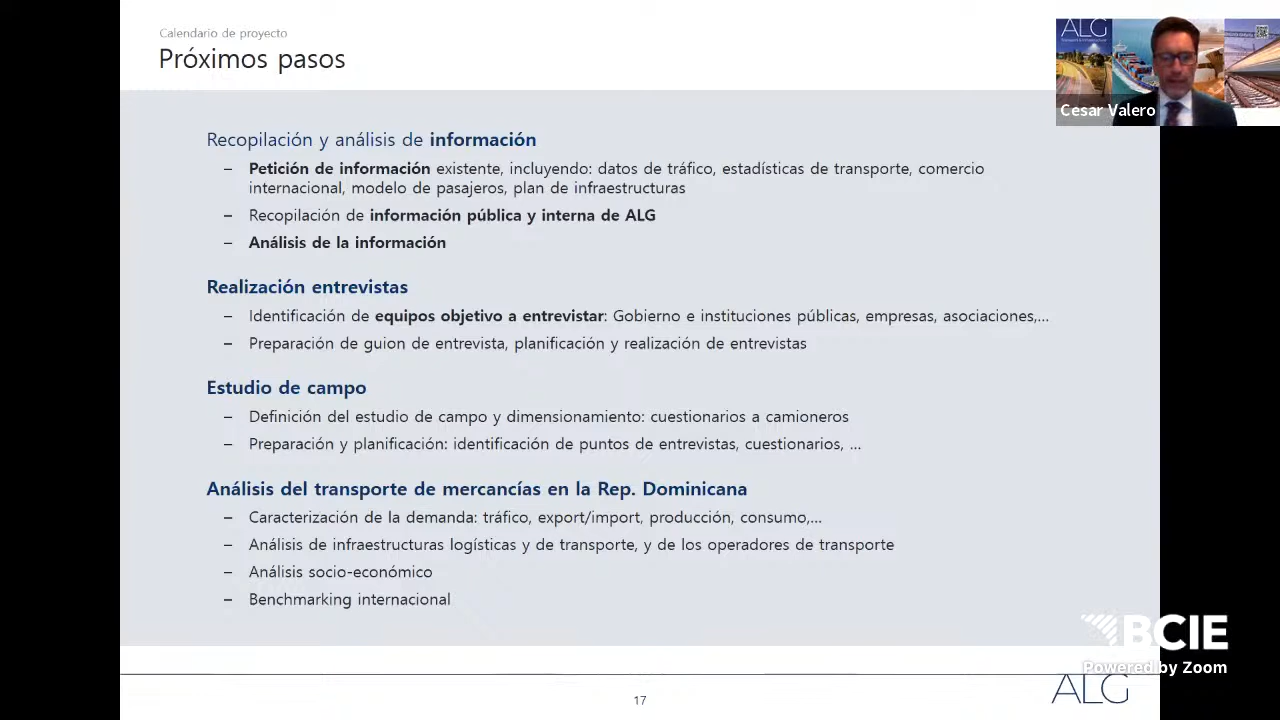 Calendario de proyecto
Próximos pasos
ALG
Cesar Valero
Recopilación y análisis de información
– Petición de información existente, incluyendo: datos de tráfico, estadísticas de transporte, comercio
internacional, modelo de pasajeros, plan de infraestructuras
– Recopilación de información pública y interna de ALG
– Análisis de la información
Realización entrevistas
– Identificación de equipos objetivo a entrevistar: Gobierno e instituciones públicas, empresas, asociaciones,...
– Preparación de guion de entrevista, planificación y realización de entrevistas
Estudio de campo
– Definición del estudio de campo y dimensionamiento: cuestionarios a camioneros
– Preparación y planificación: identificación de puntos de entrevistas, cuestionarios, ...
Análisis del transporte de mercancías en la Rep. Dominicana
– Caracterización de la demanda: tráfico, export/import, producción, consumo,...
– Análisis de infraestructuras logísticas y de transporte, y de los operadores de transporte
– Análisis socio-económico
– Benchmarking internacional
BCIE
Powered by Zoom
ALG
17